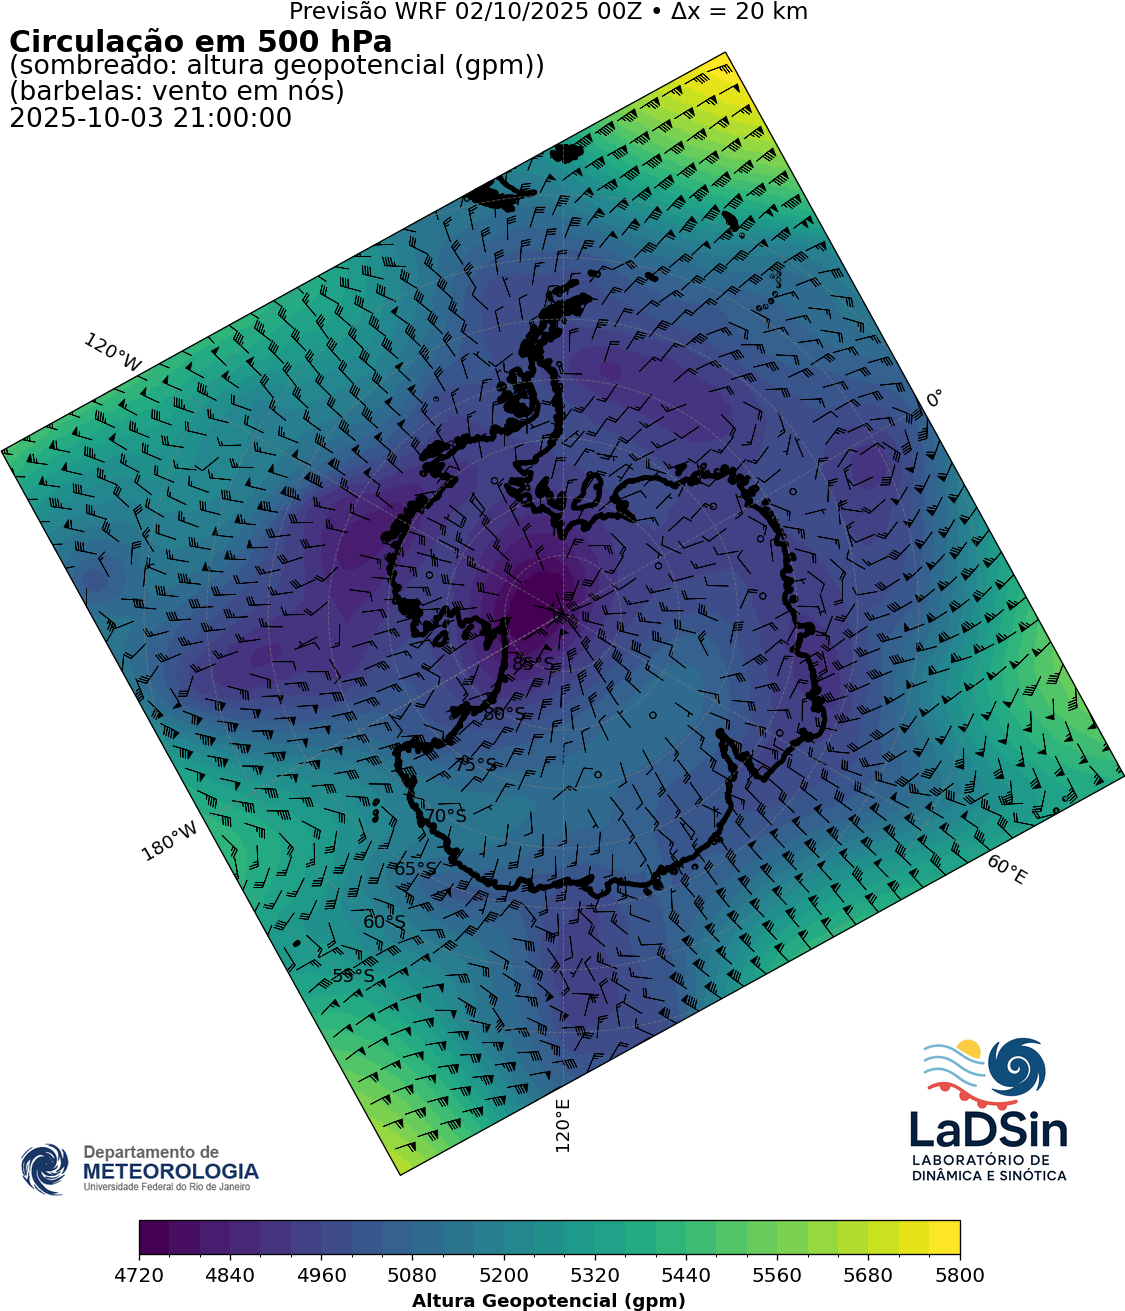 Previsão WRF 02/10/2025 00Z • Δx = 20 km
Circulação em 500 hPa
(sombreado: altura geopotencial (gpm))
(barbelas: vento em nós)
2025-10-03 21:00:00
120°W
0°
85°S
80°S
75°S
70°S
180°W
65°S
60°E
60°S
55°S
120°E
LaDSin
LABORATÓRIO DE
DINÂMICA E SINÓTICA
Departamento de
METEOROLOGIA
Universidade Federal do Rio de Janeiro
4720 4840 4960 5080 5200 5320 5440 5560 5680 5800
Altura Geopotencial (gpm)